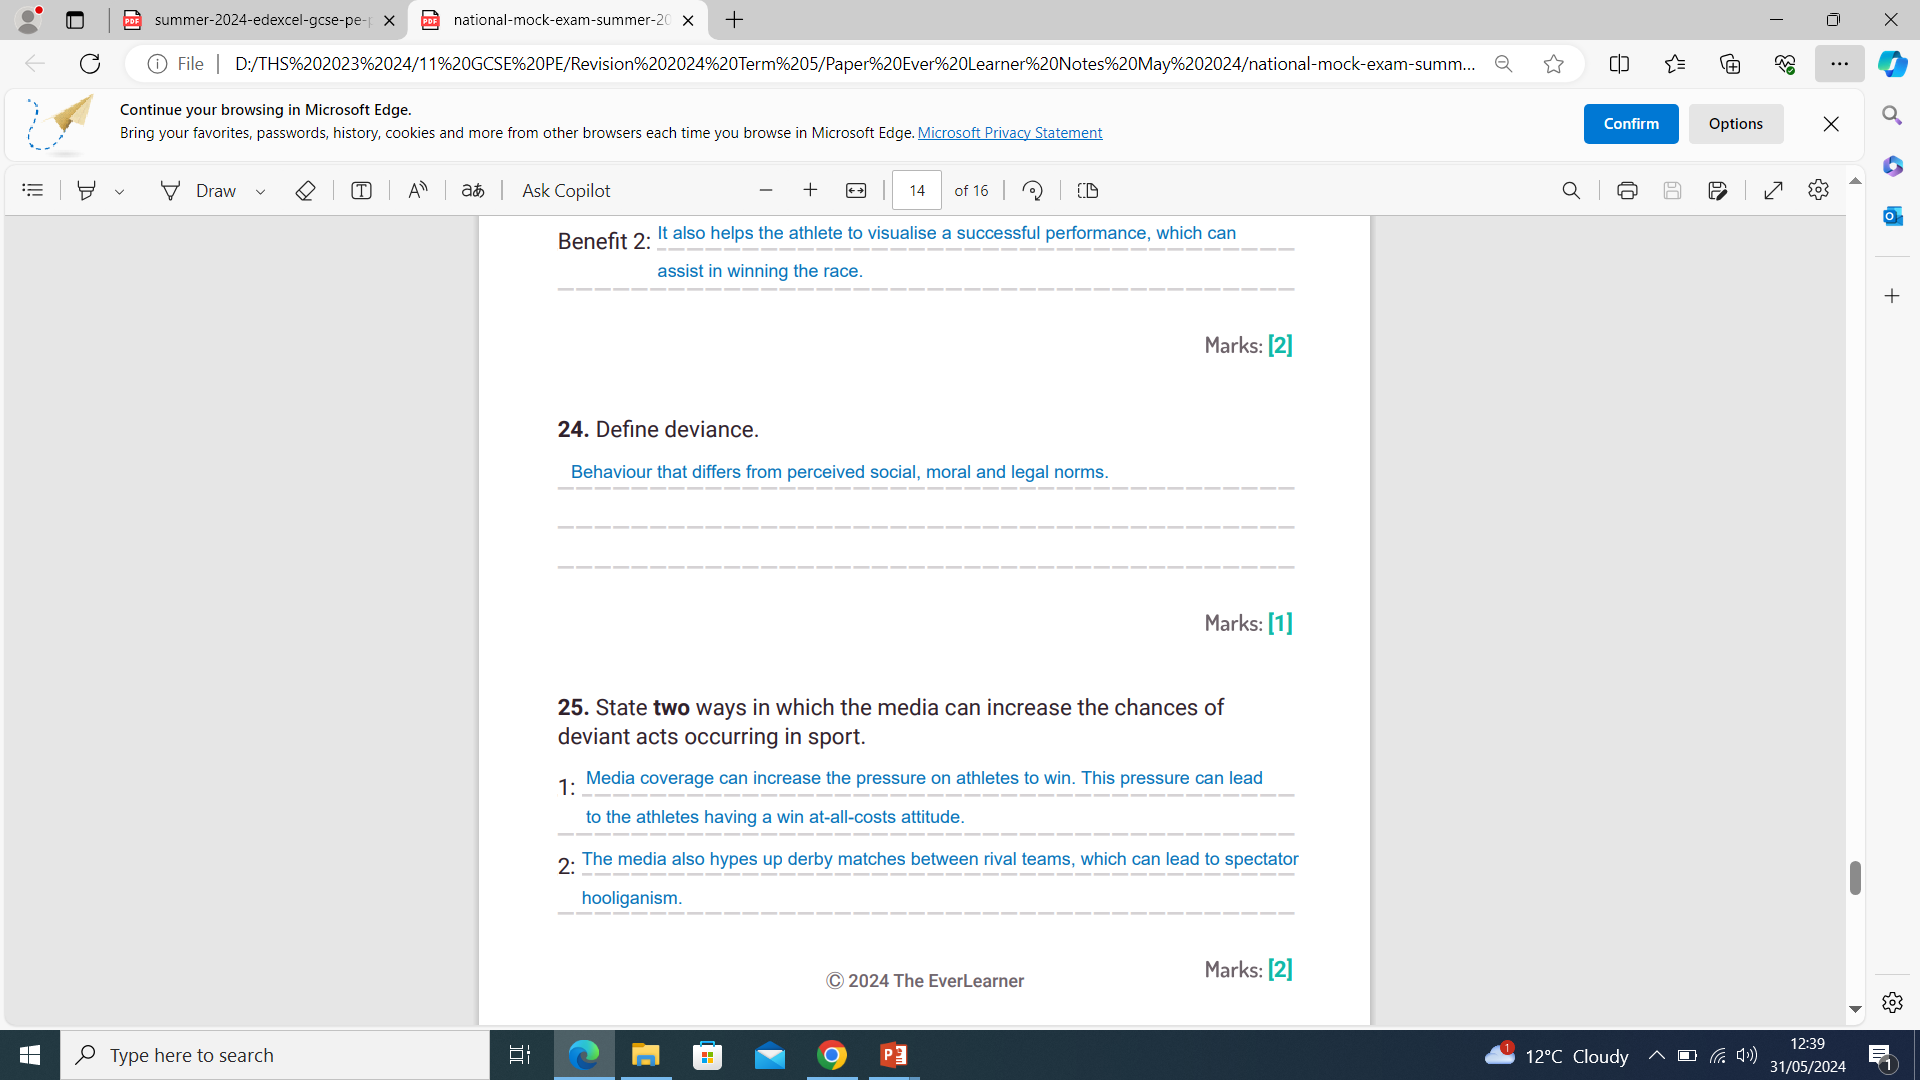 summer-2024-edexcel-gcse-pe-p
national-mock-exam-summer-20
File
D:/THS%202023%2024/11%20GCSE%20PE/Revision%202024%20Term%205/Paper%20Ever%20Learner%20Notes%20May%202024/national-mock-exam-summ...
Continue your browsing in Microsoft Edge.
Bring your favorites, passwords, history, cookies and more from other browsers each time you browse in Microsoft Edge. Microsoft Privacy Statement
Confirm
Options
Draw
Ask Copilot
14 of 16
Benefit 2: It also helps the athlete to visualise a successful performance, which can
assist in winning the race.
Marks: [2]
24. Define deviance.
Behaviour that differs from perceived social, moral and legal norms.
Marks: [1]
25. State two ways in which the media can increase the chances of
deviant acts occurring in sport.
1: Media coverage can increase the pressure on athletes to win. This pressure can lead
to the athletes having a win at-all-costs attitude.
2: The media also hypes up derby matches between rival teams, which can lead to spectator
hooliganism.
Marks: [2]
© 2024 The EverLearner
Type here to search
1
12°C Cloudy
12:39
31/05/2024
1